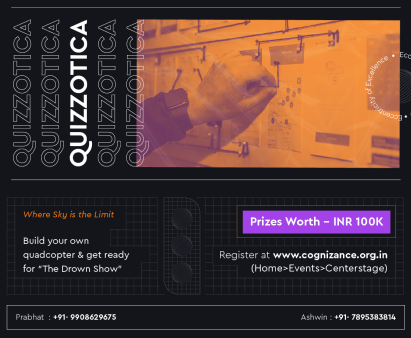 QUIZZOTICA
QUIZZOTICA
QUIZZOTICA
QUIZZOTICA
QUIZZOTICA
Eccentricity of Excellence • Ecc
Where Sky is the Limit
Build your own
quadcopter & get ready
for “The Drown Show”
Prizes Worth – INR 100K
Register at www.cognizance.org.in
(Home>Events>Centerstage)
Prabhat : +91- 9908629675
Ashwin : +91- 7895383814